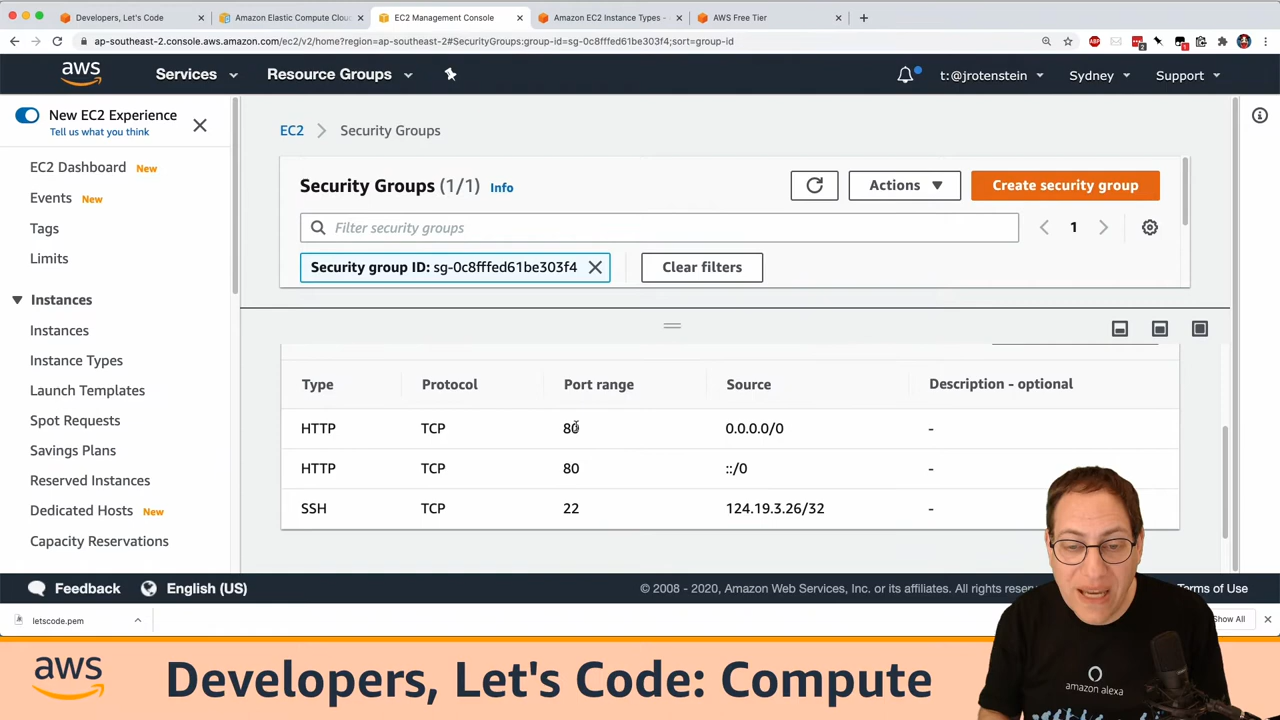 Developers, Let's Code
Amazon Elastic Compute Clou
EC2 Management Console
Amazon EC2 Instance Types -
AWS Free Tier
ap-southeast-2.console.aws.amazon.com/ec2/v2/home?region=ap-southeast-2#SecurityGroups:group-id=sg-0c8fffed61be303f4;sort=group-id
aws
Services
Resource Groups
t:@jrotenstein
Sydney
Support
New EC2 Experience
Tell us what you think
EC2 Dashboard New
Events New
Tags
Limits
Instances
Instances
Instance Types
Launch Templates
Spot Requests
Savings Plans
Reserved Instances
Dedicated Hosts New
Capacity Reservations
EC2 > Security Groups
Security Groups (1/1) Info
Actions
Create security group
Filter security groups
1
Security group ID: sg-0c8fffed61be303f4
Clear filters
Type Protocol Port range Source Description - optional
HTTP TCP 80 0.0.0.0/0 -
HTTP TCP 80 ::/0 -
SSH TCP 22 124.19.3.26/32 -
Feedback
English (US)
© 2008 - 2020, Amazon Web Services, Inc. or its affiliates. All rights rese
Terms of Use
letscode.pem
Show All
aws
Developers, Let's Code: Compute
amazon alexa